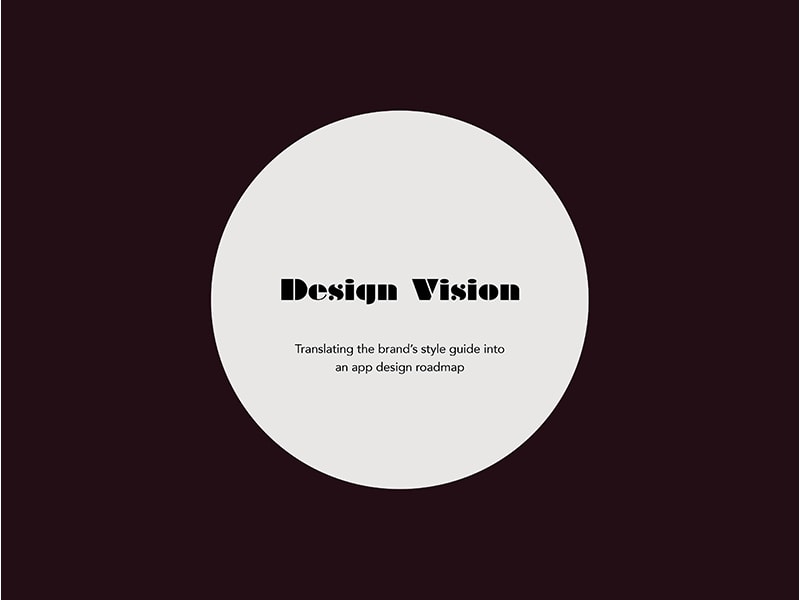 Design Vision
Translating the brand’s style guide into
an app design roadmap